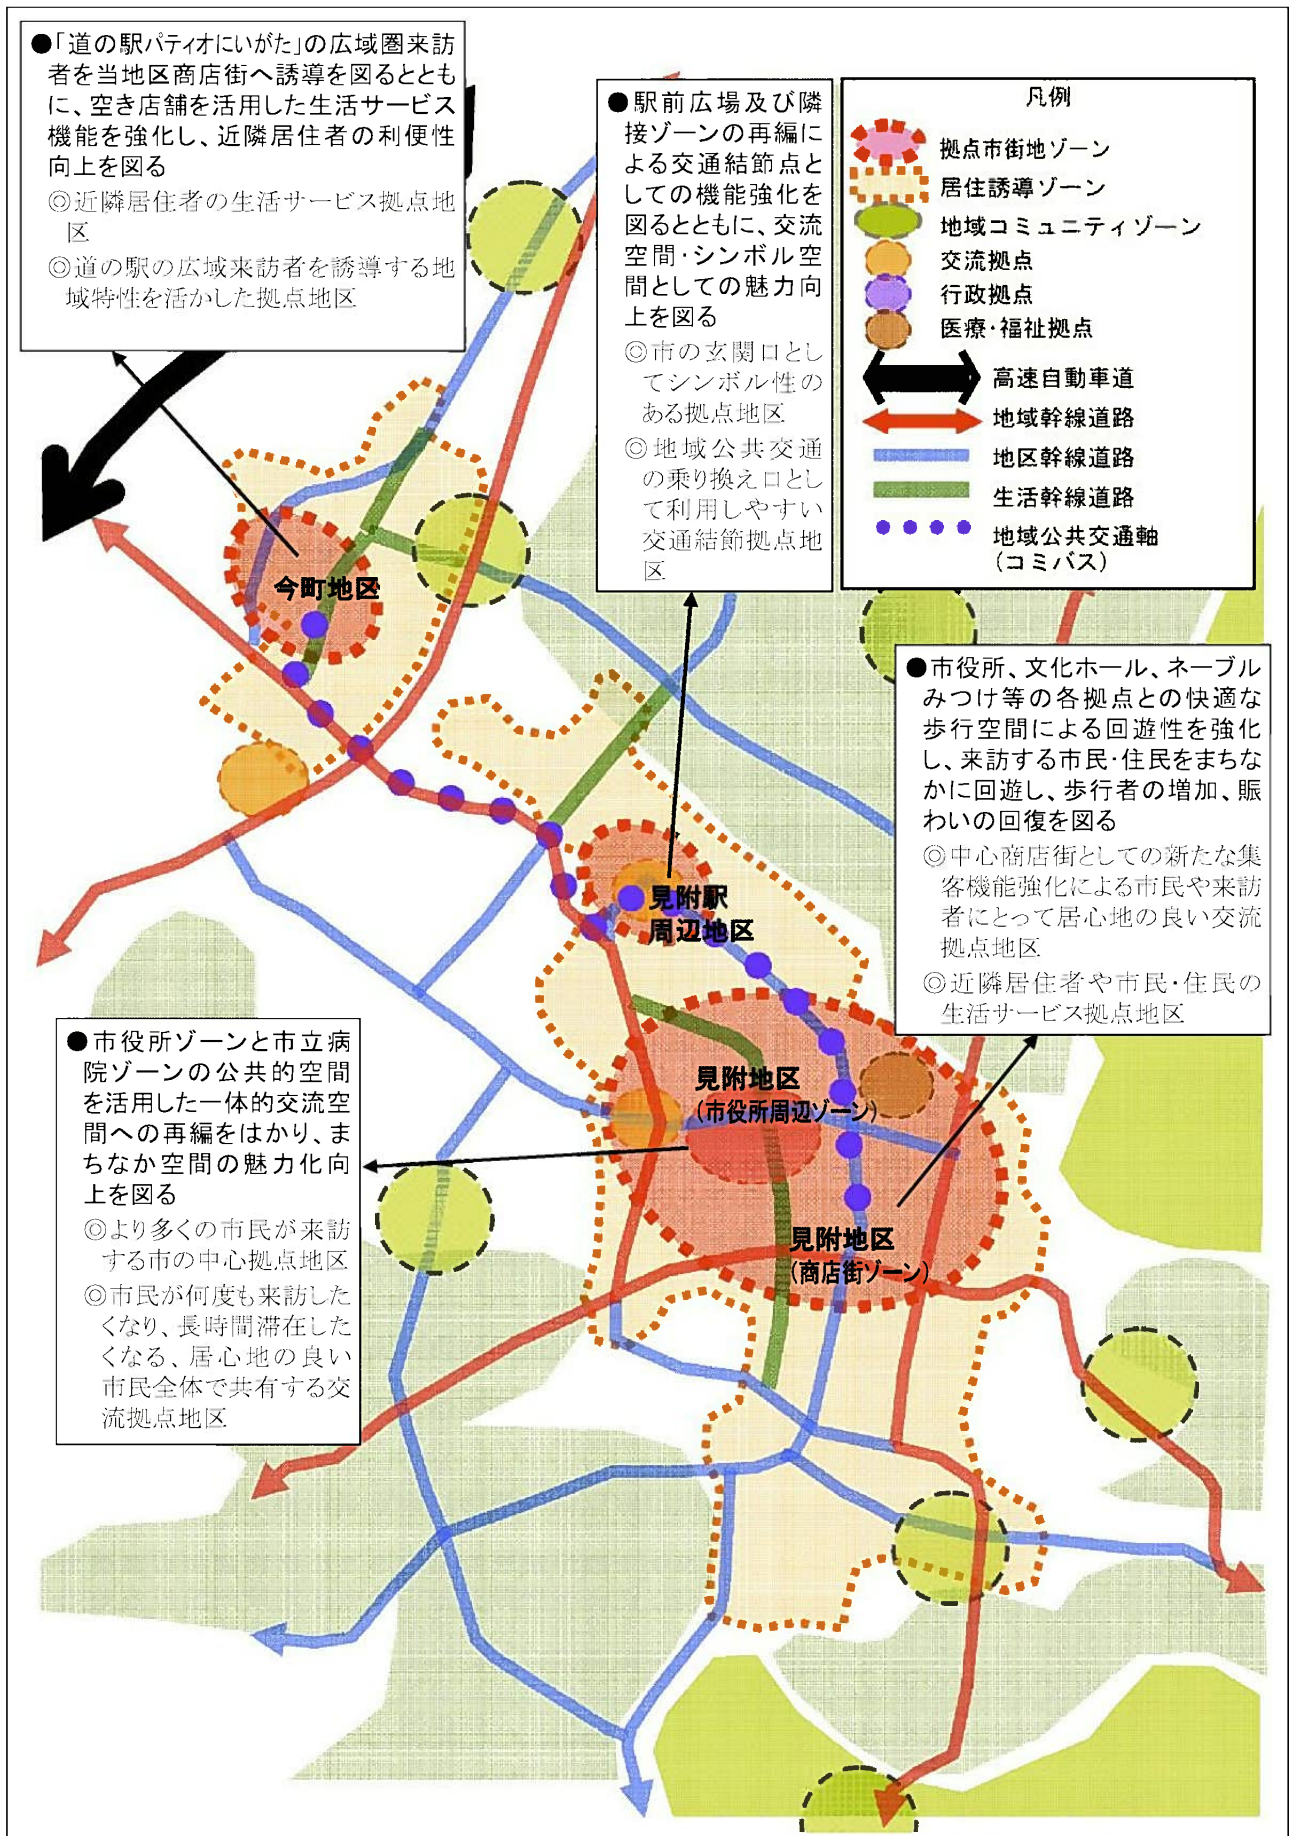 ●「道の駅パティオにいがた」の広域圏来訪
者を当地区商店街へ誘導を図るととも
に、空き店舗を活用した生活サービス
機能を強化し、近隣居住者の利便性
向上を図る
◎近隣居住者の生活サービス拠点地
区
◎道の駅の広域来訪者を誘導する地
域特性を活かした拠点地区
●駅前広場及び隣
接ゾーンの再編に
よる交通結節点と
しての機能強化を
図るとともに、交流
空間・シンボル空
間としての魅力向
上を図る
◎市の玄関口とし
てシンボル性の
ある拠点地区
◎地域公共交通
の乗り換え口とし
て利用しやすい
交通結節拠点地
区
凡例
拠点市街地ゾーン
居住誘導ゾーン
地域コミュニティゾーン
交流拠点
行政拠点
医療・福祉拠点
高速自動車道
地域幹線道路
地区幹線道路
生活幹線道路
地域公共交通軸
(コミバス)
今町地区
●市役所、文化ホール、ネーブル
みつけ等の各拠点との快適な
歩行空間による回遊性を強化
し、来訪する市民・住民をまちな
かに回遊し、歩行者の増加、賑
わいの回復を図る
◎中心商店街としての新たな集
客機能強化による市民や来訪
者にとって居心地の良い交流
拠点地区
◎近隣居住者や市民・住民の
生活サービス拠点地区
見附駅
周辺地区
●市役所ゾーンと市立病
院ゾーンの公共的空間
を活用した一体的交流空
間への再編をはかり、ま
ちなか空間の魅力化向
上を図る
◎より多くの市民が来訪
する市の中心拠点地区
◎市民が何度も来訪した
くなり、長時間滞在した
くなる、居心地の良い
市民全体で共有する交
流拠点地区
見附地区
(市役所周辺ゾーン)
見附地区
(商店街ゾーン)